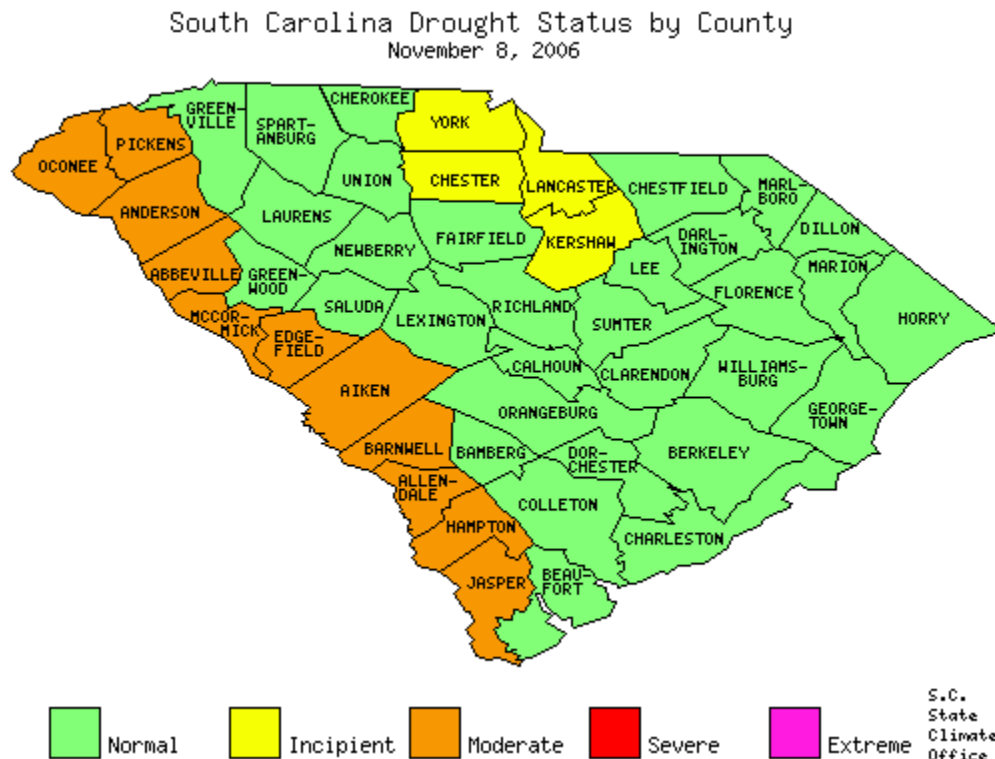 South Carolina Drought Status by County
November 8, 2006
CHEROKEE
GREEN-
VILLE
SPART-
ANBURG
YORK
PICKENS
OCONEE
UNION
CHESTER
LANCASTER
CHESTFIELD
MARL-
BORO
ANDERSON
LAURENS
DILLON
NEWBERRY
FAIRFIELD
KERSHAW
DARL-
INGTON
ABBEVILLE
GREEN-
WOOD
LEE
MARION
FLORENCE
SALUDA
RICHLAND
MCCOR-
MICK
LEXINGTON
SUMTER
HORRY
EDGE-
FIELD
CALHOUN
CLARENDON
WILLIAMS-
BURG
AIKEN
ORANGEBURG
GEORGE-
TOWN
BARNWELL
BAMBERG
DOR-
CHESTER
BERKELEY
ALLEN-
DALE
COLLETON
HAMPTON
CHARLESTON
JASPER
BEAU-
FORT
Normal
Incipient
Moderate
Severe
Extreme
S.C.
State
Climate
Office